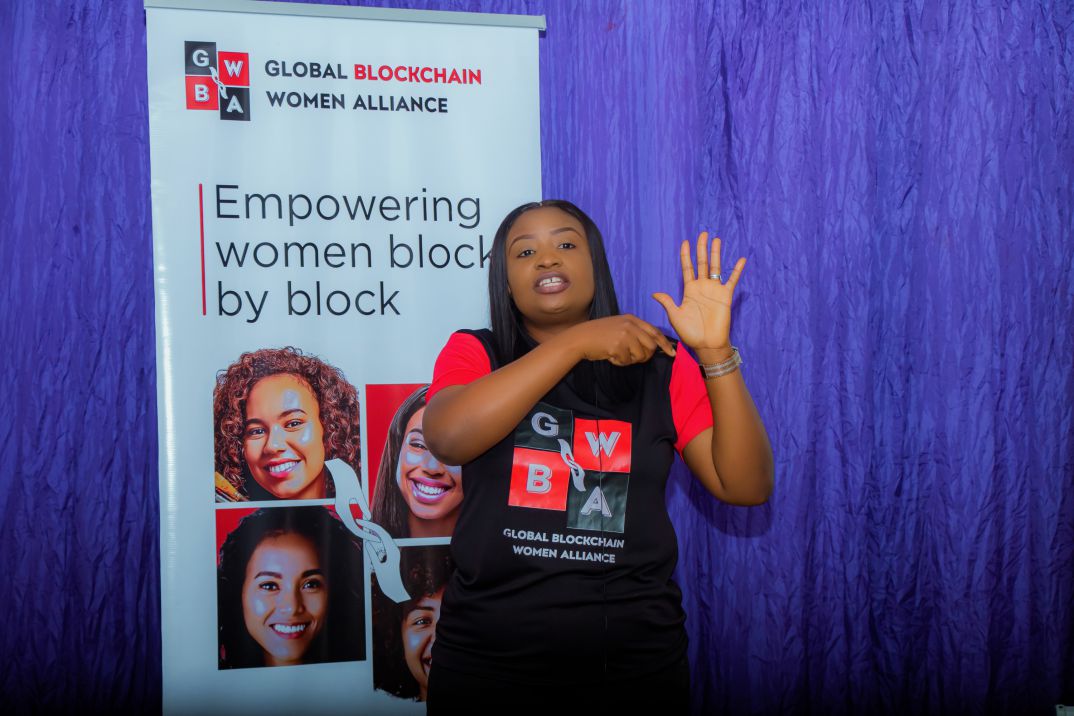 G W
B A
GLOBAL BLOCKCHAIN
WOMEN ALLIANCE
Empowering
women block
by block
G W
B A
GLOBAL BLOCKCHAIN
WOMEN ALLIANCE